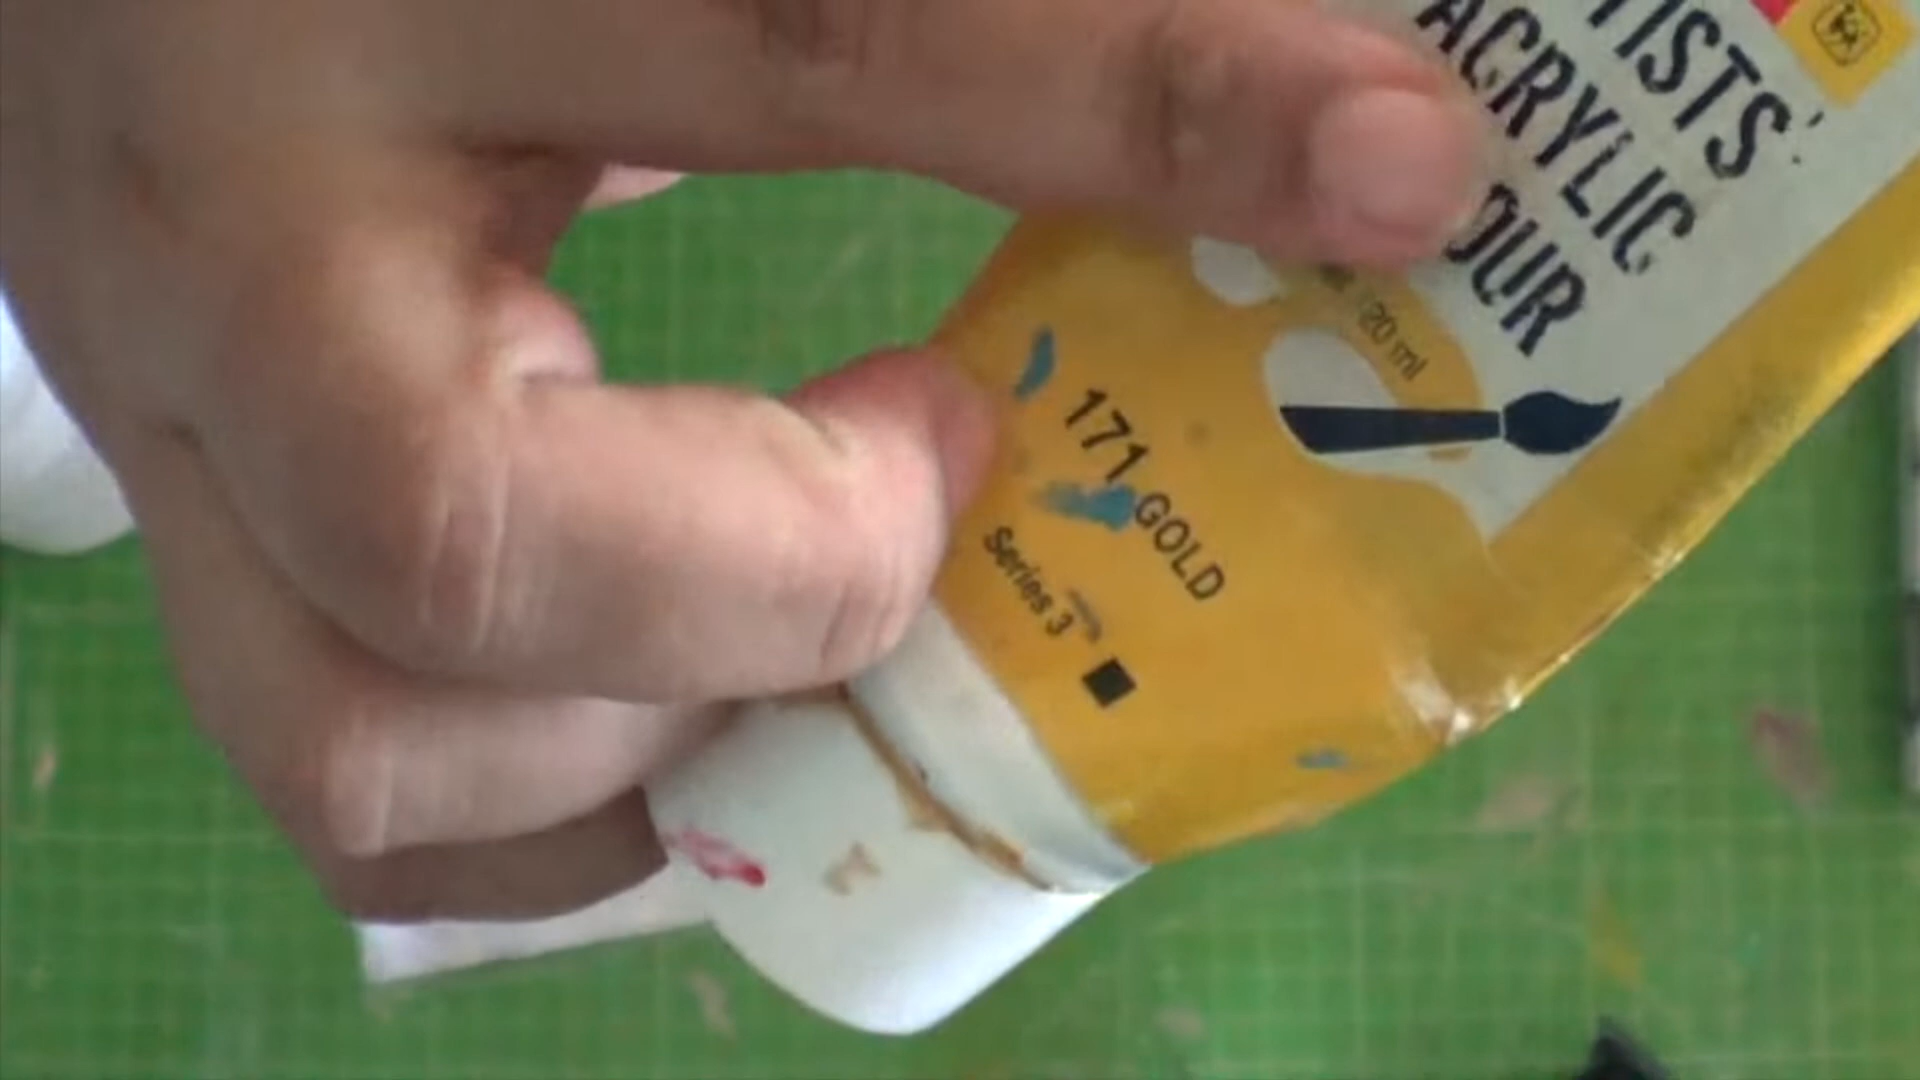 TISTS'
ACRYLIC
OUR
20 ml
171 GOLD
Series 3